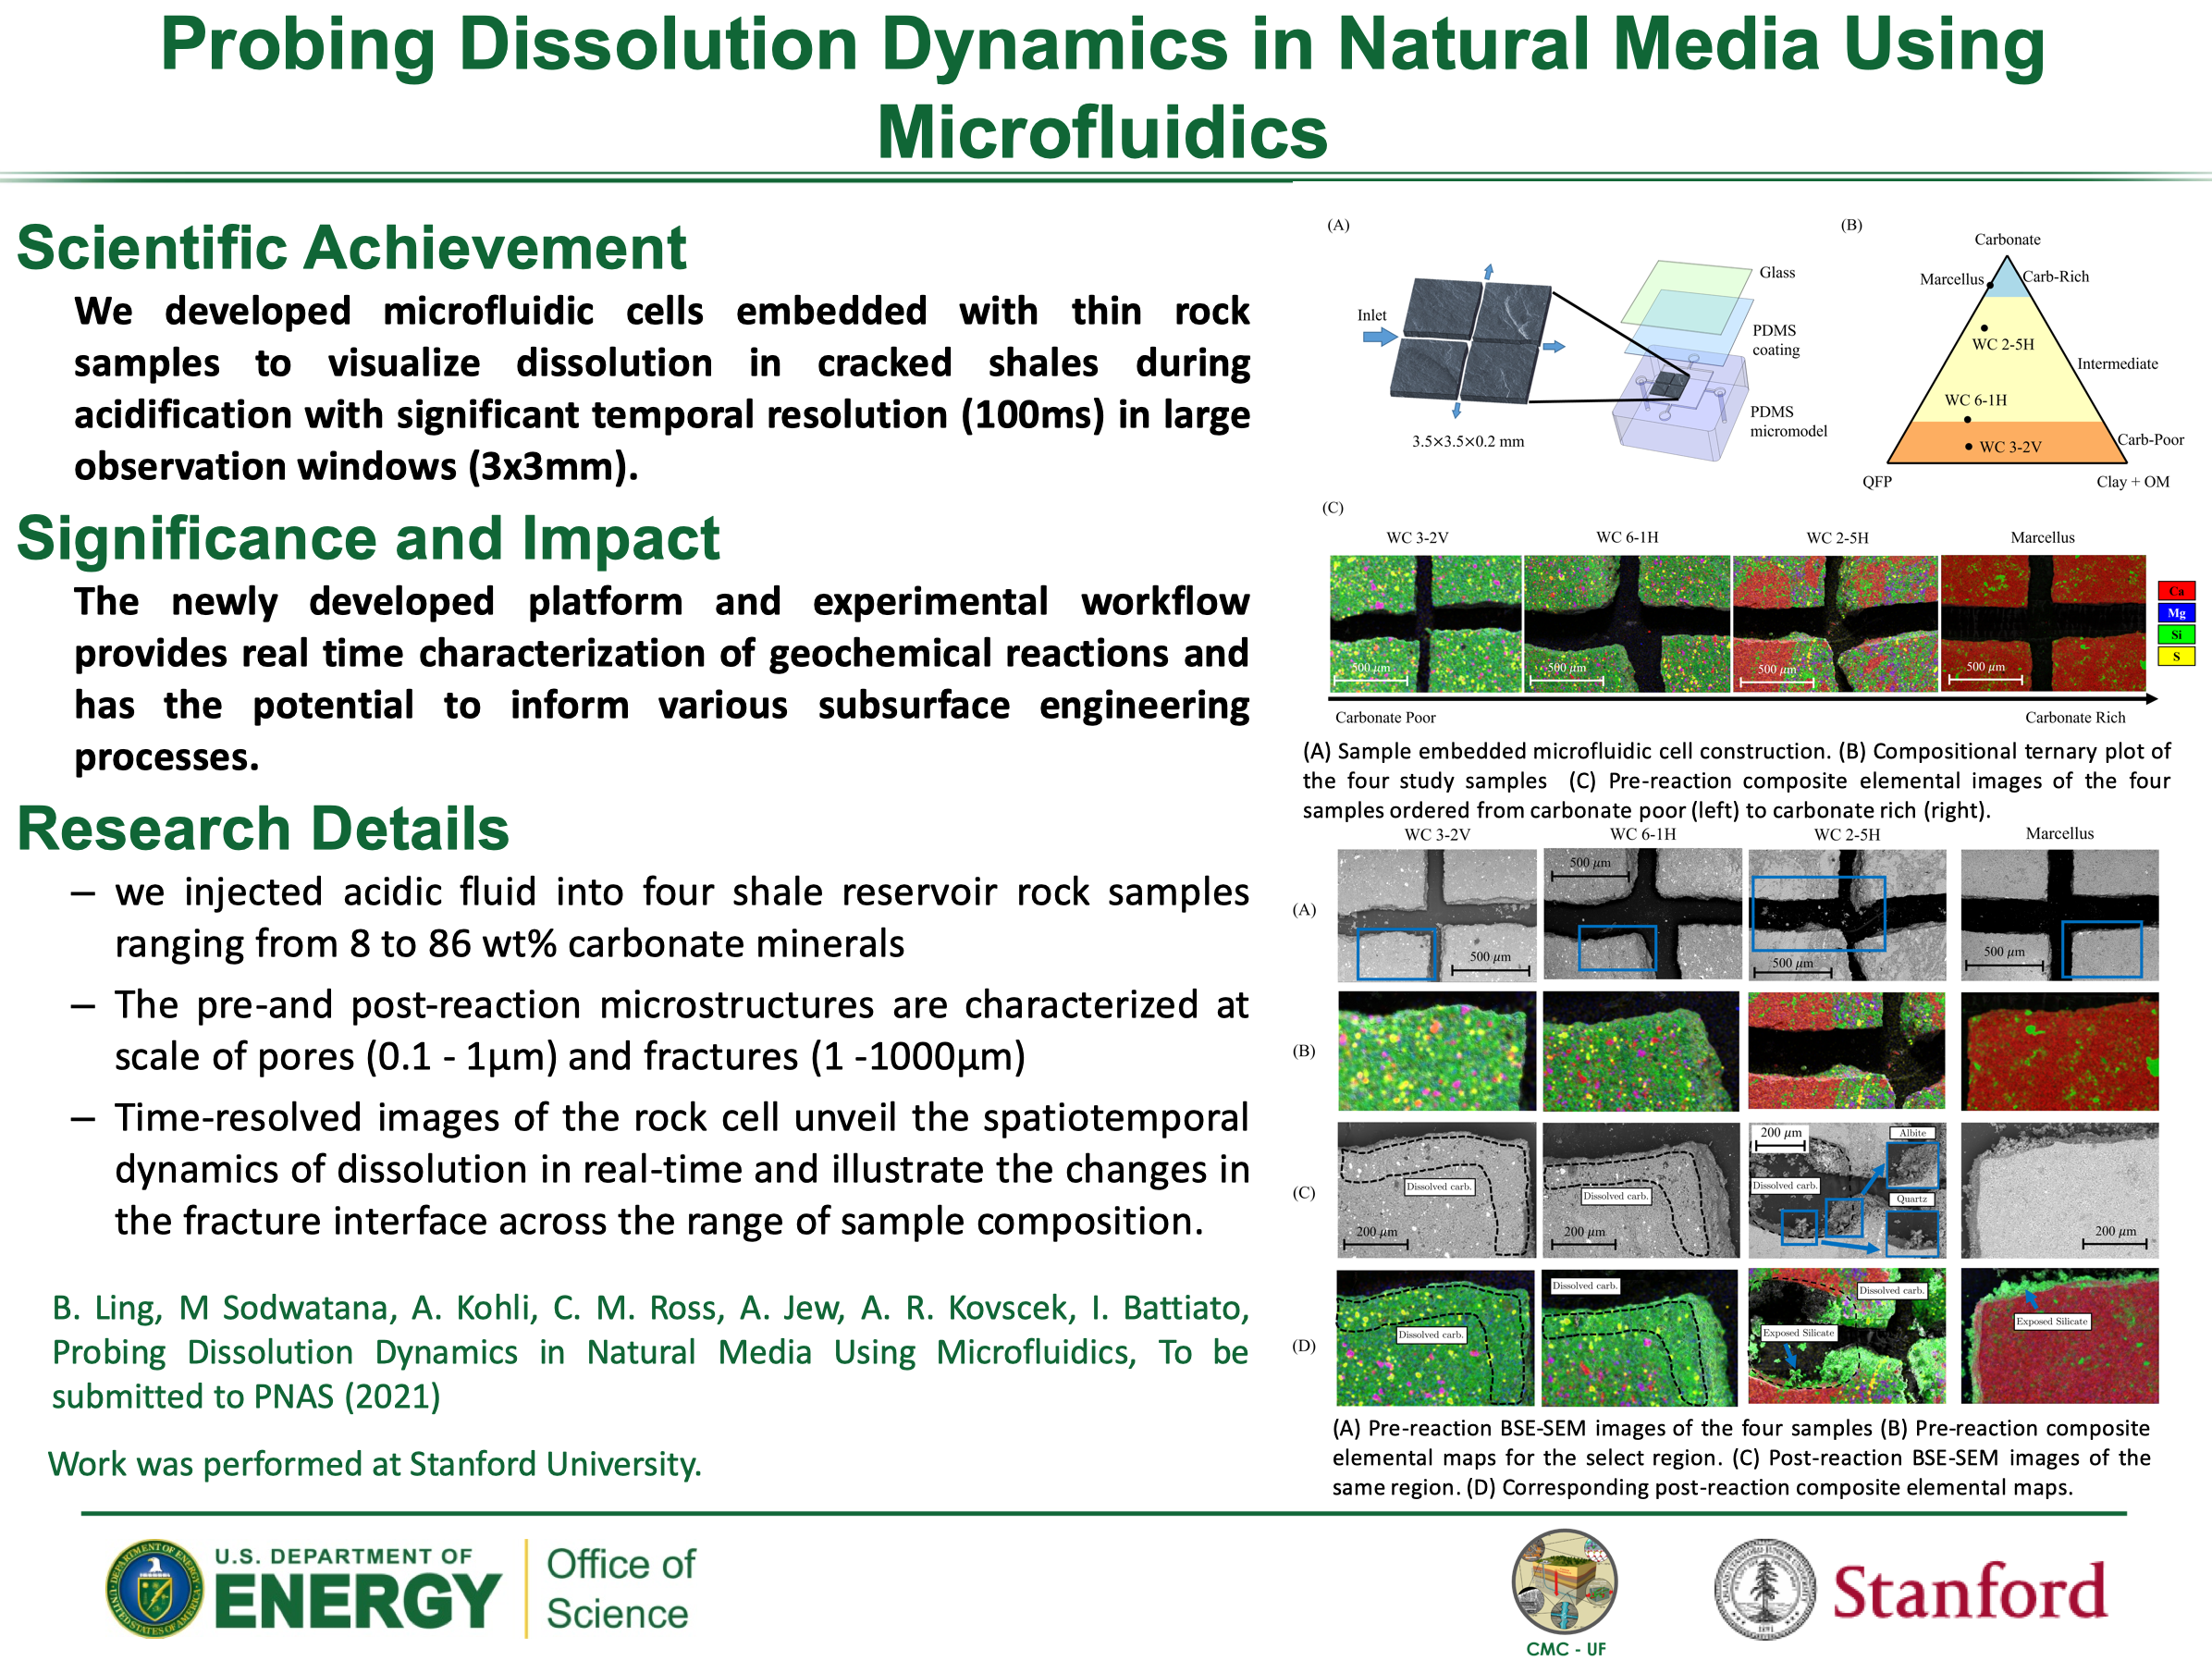 Probing Dissolution Dynamics in Natural Media Using
Microfluidics
Scientific Achievement
We developed microfluidic cells embedded with thin rock
samples to visualize dissolution in cracked shales during
acidification with significant temporal resolution (100ms) in large
observation windows (3x3mm).
Significance and Impact
The newly developed platform and experimental workflow
provides real time characterization of geochemical reactions and
has the potential to inform various subsurface engineering
processes.
Research Details
– we injected acidic fluid into four shale reservoir rock samples
ranging from 8 to 86 wt% carbonate minerals
– The pre-and post-reaction microstructures are characterized at
scale of pores (0.1 - 1µm) and fractures (1 -1000µm)
– Time-resolved images of the rock cell unveil the spatiotemporal
dynamics of dissolution in real-time and illustrate the changes in
the fracture interface across the range of sample composition.
B. Ling, M Sodwatana, A. Kohli, C. M. Ross, A. Jew, A. R. Kovscek, I. Battiato,
Probing Dissolution Dynamics in Natural Media Using Microfluidics, To be
submitted to PNAS (2021)
Work was performed at Stanford University.
(A)
Inlet
3.5×3.5×0.2 mm
Glass
PDMS
coating
PDMS
micromodel
(B)
Carbonate
Marcellus
Carb-Rich
WC 2-5H
Intermediate
WC 6-1H
Carb-Poor
WC 3-2V
QFP
Clay + OM
(C)
WC 3-2V
WC 6-1H
WC 2-5H
Marcellus
500 µm
500 µm
500 µm
500 µm
Ca
Mg
Si
S
Carbonate Poor
Carbonate Rich
(A) Sample embedded microfluidic cell construction. (B) Compositional ternary plot of
the four study samples (C) Pre-reaction composite elemental images of the four
samples ordered from carbonate poor (left) to carbonate rich (right).
WC 3-2V
WC 6-1H
WC 2-5H
Marcellus
(A)
500 µm
500 µm
500 µm
500 µm
(B)
(C)
Dissolved carb.
200 µm
Dissolved carb.
200 µm
200 µm
Albite
Dissolved carb.
Quartz
200 µm
(D)
Dissolved carb.
Dissolved carb.
Dissolved carb.
Exposed Silicate
Exposed Silicate
(A) Pre-reaction BSE-SEM images of the four samples (B) Pre-reaction composite
elemental maps for the select region. (C) Post-reaction BSE-SEM images of the
same region. (D) Corresponding post-reaction composite elemental maps.
U.S. DEPARTMENT OF
ENERGY
Office of
Science
CMC - UF
Stanford